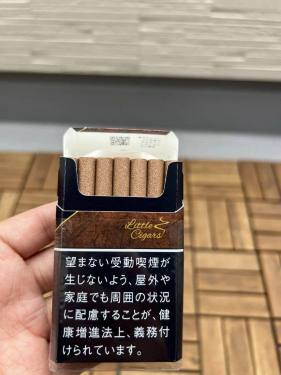 Little
Cigars
望まない受動喫煙が
生じないよう、屋外や
家庭でも周囲の状況
に配慮することが、健
康増進法上、義務付
けられています。